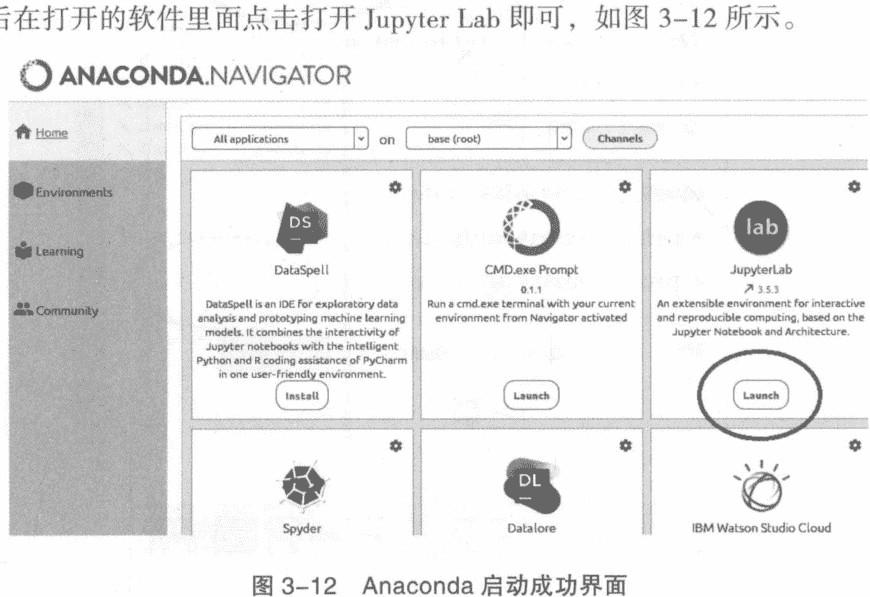 后在打开的软件里面点击打开 Jupyter Lab 即可，如图 3-12 所示。
ANACONDA.NAVIGATOR
Home
All applications on base (root) Channels
Environments
Learning
Community
DS
DataSpell
DataSpell is an IDE for exploratory data
analysis and prototyping machine learning
models. It combines the interactivity of
Jupyter notebooks with the intelligent
Python and R coding assistance of PyCharm
in one user-friendly environment.
Install
CMD.exe Prompt
0.1.1
Run a cmd.exe terminal with your current
environment from Navigator activated
Launch
lab
JupyterLab
3.5.3
An extensible environment for interactive
and reproducible computing, based on the
Jupyter Notebook and Architecture.
Launch
Spyder
DL
Datalore
IBM Watson Studio Cloud
图 3-12 Anaconda 启动成功界面